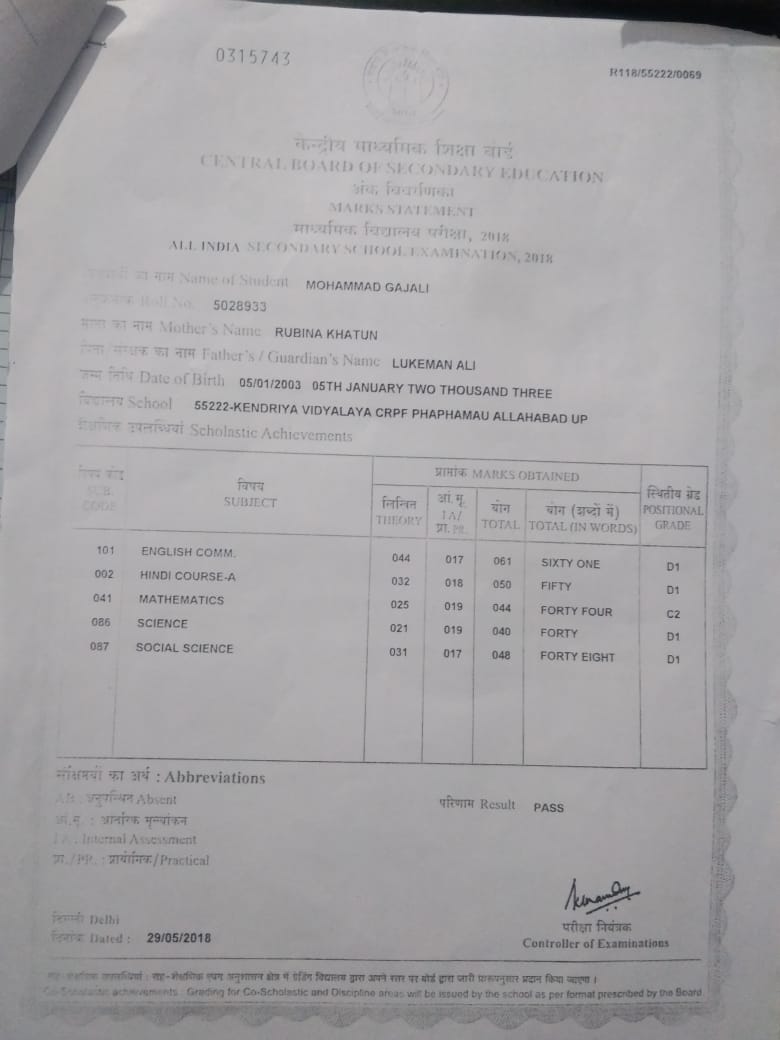 0315743
R118/55222/0069
केन्द्रीय माध्यमिक शिक्षा बोर्ड
CENTRAL BOARD OF SECONDARY EDUCATION
अंक विवरणिका
MARKS STATEMENT
माध्यमिक विद्यालय परीक्षा, 2018
ALL INDIA SECONDARY SCHOOL EXAMINATION, 2018
का नाम Name of Student MOHAMMAD GAJALI
Roll No. 5028933
माता का नाम Mother's Name RUBINA KHATUN
पिता/संरक्षक का नाम Father's / Guardian's Name LUKEMAN ALI
जन्म तिथि Date of Birth 05/01/2003 05TH JANUARY TWO THOUSAND THREE
विद्यालय School 55222-KENDRIYA VIDYALAYA CRPF PHAPHAMAU ALLAHABAD UP
शैक्षणिक उपलब्धियां Scholastic Achievements
विषय कोड SUB. CODE विषय SUBJECT प्राप्तांक MARKS OBTAINED स्थितीय ग्रेड POSITIONAL GRADE
लिखित THEORY आं.मू. IA/ प्रा. PR. योग TOTAL योग (शब्दों में) TOTAL (IN WORDS)
101 ENGLISH COMM. 044 017 061 SIXTY ONE D1
002 HINDI COURSE-A 032 018 050 FIFTY D1
041 MATHEMATICS 025 019 044 FORTY FOUR C2
086 SCIENCE 021 019 040 FORTY D1
087 SOCIAL SCIENCE 031 017 048 FORTY EIGHT D1
संक्षिप्तियों का अर्थ : Abbreviations
AB : अनुपस्थित Absent
परिणाम Result PASS
आं.मू. : आन्तरिक मूल्यांकन
IA : Internal Assessment
प्रा./PR. : प्रायोगिक/Practical
दिल्ली Delhi
दिनांक Dated : 29/05/2018
परीक्षा नियंत्रक
Controller of Examinations
सह-शैक्षणिक उपलब्धियां : सह-शैक्षणिक एवम अनुशासन क्षेत्र में ग्रेडिंग विद्यालय द्वारा अपने स्तर पर बोर्ड द्वारा जारी प्रारूपनुसार प्रदान किया जाएगा ।
Co-Scholastic achievements : Grading for Co-Scholastic and Discipline areas will be issued by the school as per format prescribed by the Board.